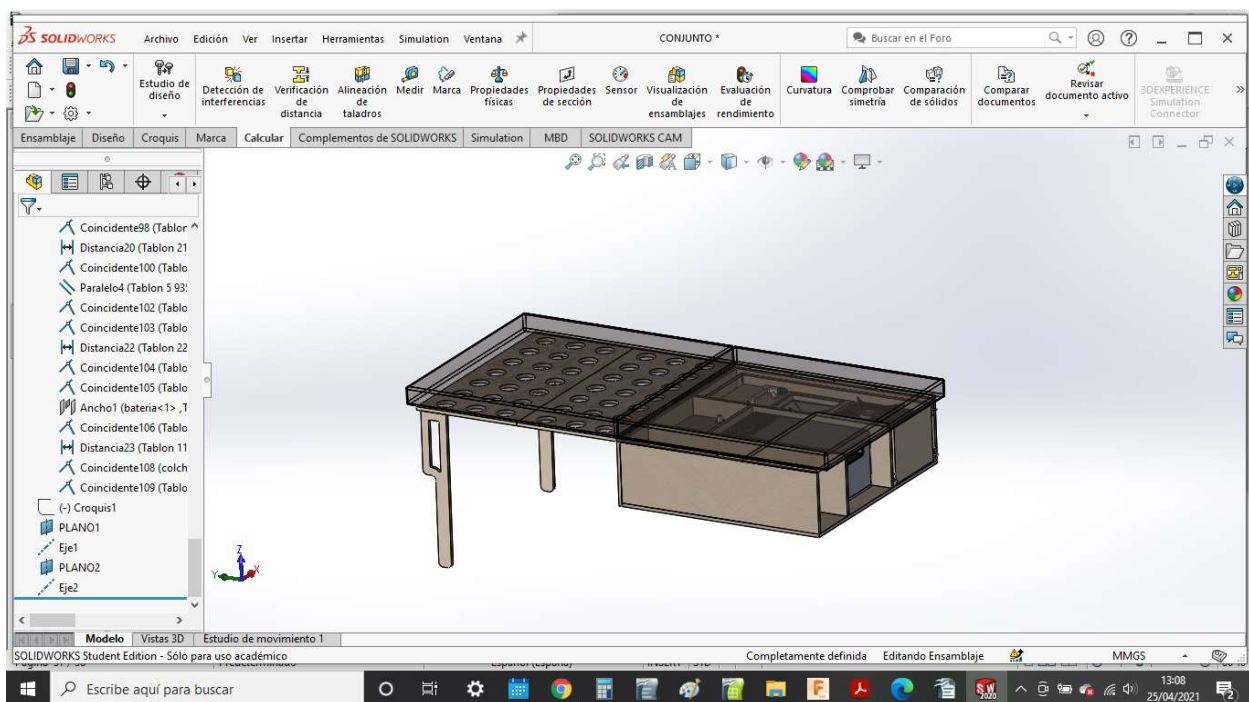 SOLIDWORKS Archivo Edición Ver Insertar Herramientas Simulation Ventana CONJUNTO * Buscar en el Foro
Estudio de diseño
Detección de interferencias
Verificación de distancia
Alineación de taladros
Medir
Marca
Propiedades físicas
Propiedades de sección
Sensor
Visualización de ensamblajes
Evaluación de rendimiento
Curvatura
Comprobar simetría
Comparación de sólidos
Comparar documentos
Revisar documento activo
3DEXPERIENCE Simulation Connector
Ensamblaje Diseño Croquis Marca Calcular Complementos de SOLIDWORKS Simulation MBD SOLIDWORKS CAM
Coincidente98 (Tablor
Distancia20 (Tablon 21
Coincidente100 (Tablo
Paralelo4 (Tablon 5 93:
Coincidente102 (Tablo
Coincidente103 (Tablo
Distancia22 (Tablon 22
Coincidente104 (Tablo
Coincidente105 (Tablo
Ancho1 (bateria<1> ,T
Coincidente106 (Tablo
Distancia23 (Tablon 11
Coincidente108 (colch
Coincidente109 (Tablo
(-) Croquis1
PLANO1
Eje1
PLANO2
Eje2
Z
Y X
Modelo Vistas 3D Estudio de movimiento 1
SOLIDWORKS Student Edition - Sólo para uso académico Completamente definida Editando Ensamblaje MMGS
Escribe aquí para buscar
13:08
25/04/2021